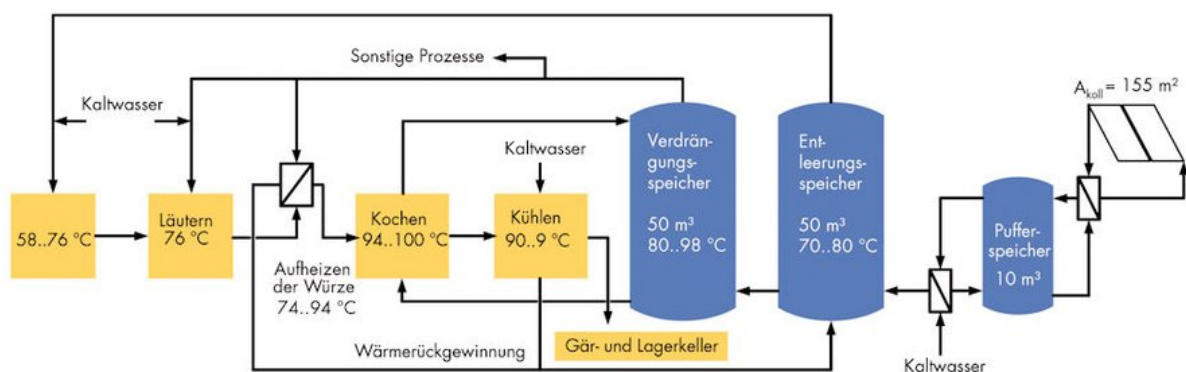 Sonstige Prozesse
Kaltwasser
58..76 °C
Läutern
76 °C
Aufheizen
der Würze
74..94 °C
Kochen
94..100 °C
Kaltwasser
Kühlen
90..9 °C
Gär- und Lagerkeller
Wärmerückgewinnung
Verdrän-
gungs-
speicher
50 m³
80..98 °C
Ent-
leerungs-
speicher
50 m³
70..80 °C
Kaltwasser
Puffer-
speicher
10 m³
Akoll = 155 m²